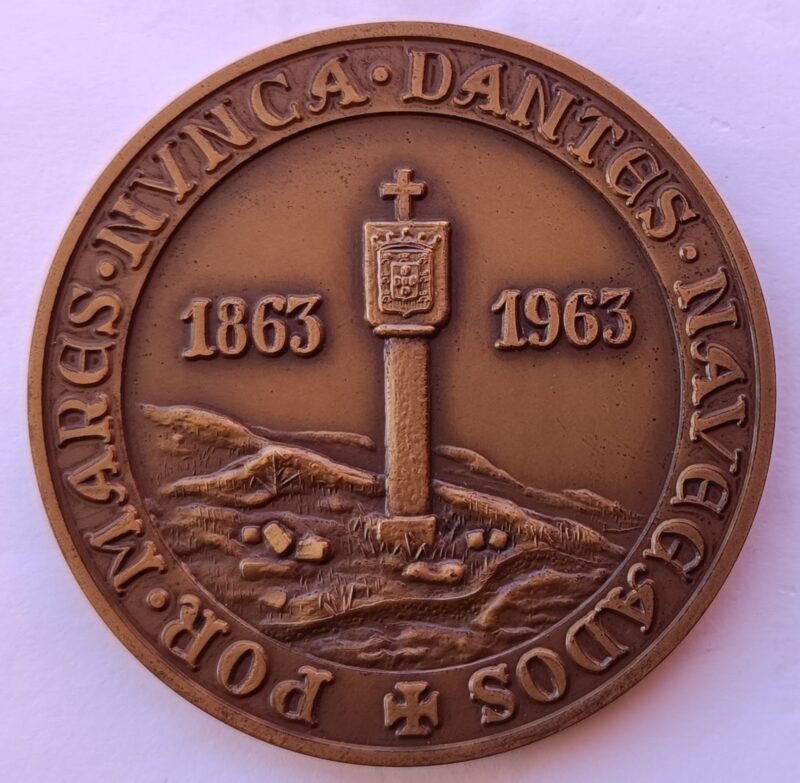 POR · MARES · NVNCA · DANTES · NAVEGADOS
1863
1963